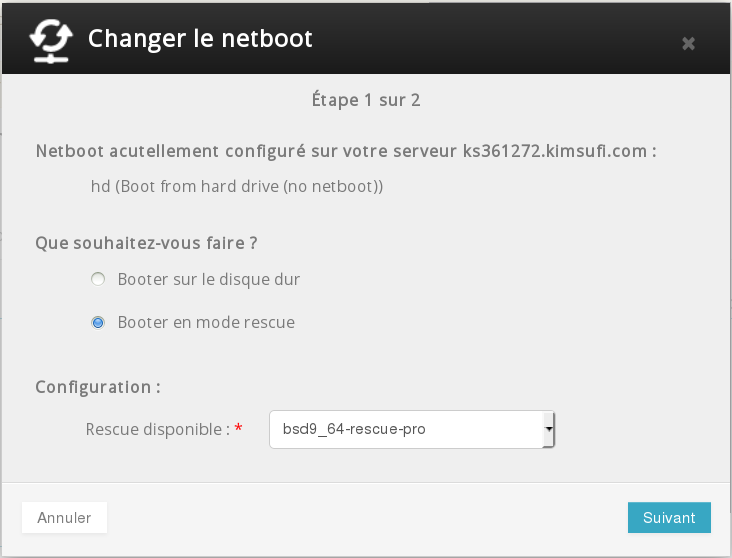 Changer le netboot
Étape 1 sur 2
Netboot acutellement configuré sur votre serveur ks361272.kimsufi.com :
hd (Boot from hard drive (no netboot))
Que souhaitez-vous faire ?
Booter sur le disque dur
Booter en mode rescue
Configuration :
Rescue disponible : * bsd9_64-rescue-pro
Annuler Suivant